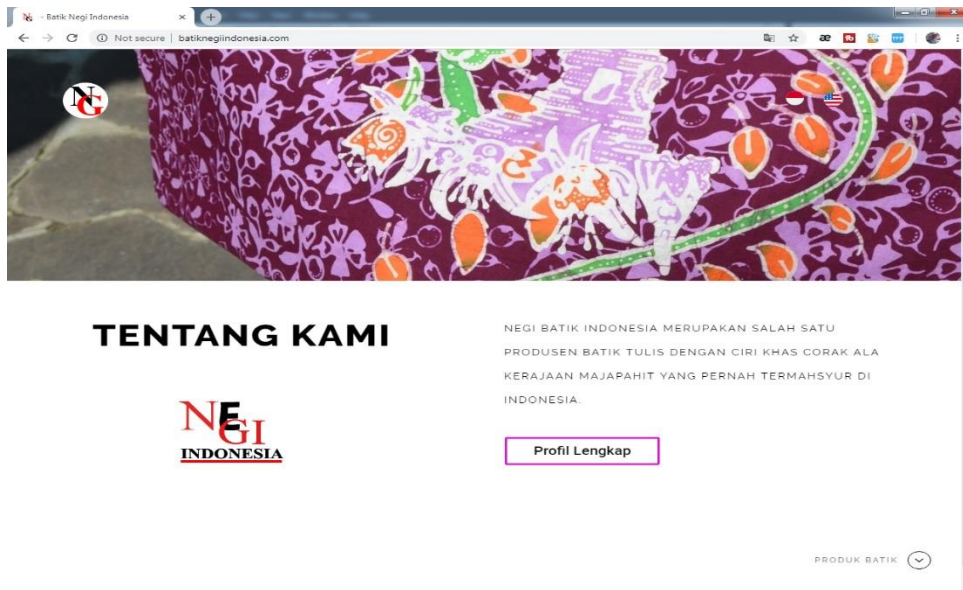 - Batik Negi Indonesia
Not secure | batiknegiindonesia.com
NG
TENTANG KAMI
NEGI
INDONESIA
NEGI BATIK INDONESIA MERUPAKAN SALAH SATU
PRODUSEN BATIK TULIS DENGAN CIRI KHAS CORAK ALA
KERAJAAN MAJAPAHIT YANG PERNAH TERMAHSYUR DI
INDONESIA.
Profil Lengkap
PRODUK BATIK